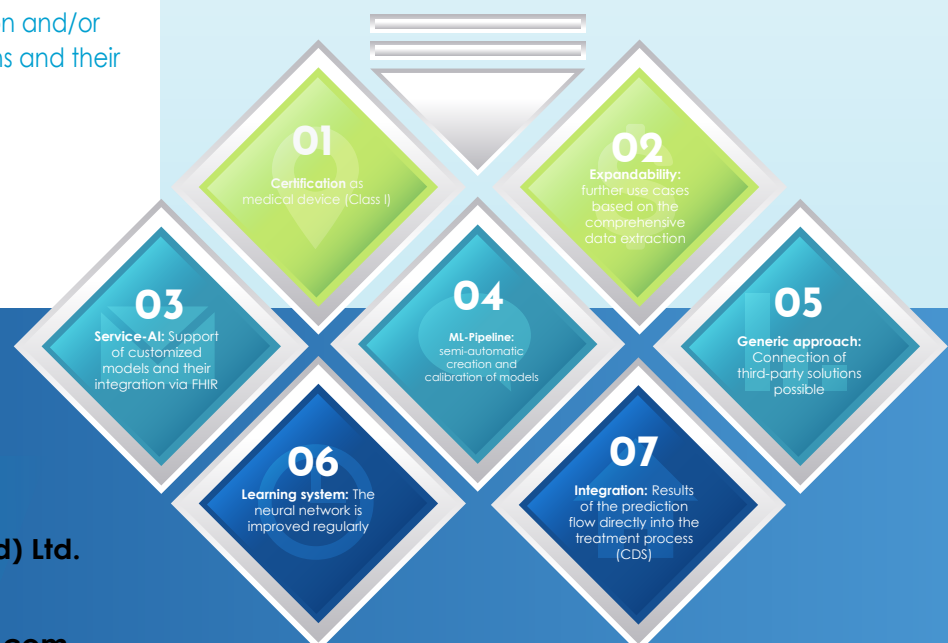 n and/or
ns and their
01
Certification as
medical device (Class I)
02
Expandability:
further use cases
based on the
comprehensive
data extraction
03
Service-AI: Support
of customized
models and their
integration via FHIR
04
ML-Pipeline:
semi-automatic
creation and
calibration of models
05
Generic approach:
Connection of
third-party solutions
possible
06
Learning system: The
neural network is
improved regularly
07
Integration: Results
of the prediction
flow directly into the
treatment process
(CDS)
d) Ltd.
.com